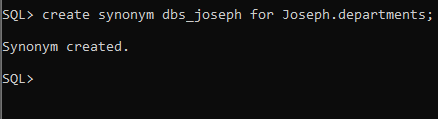 SQL> create synonym dbs_joseph for Joseph.departments;
Synonym created.
SQL>